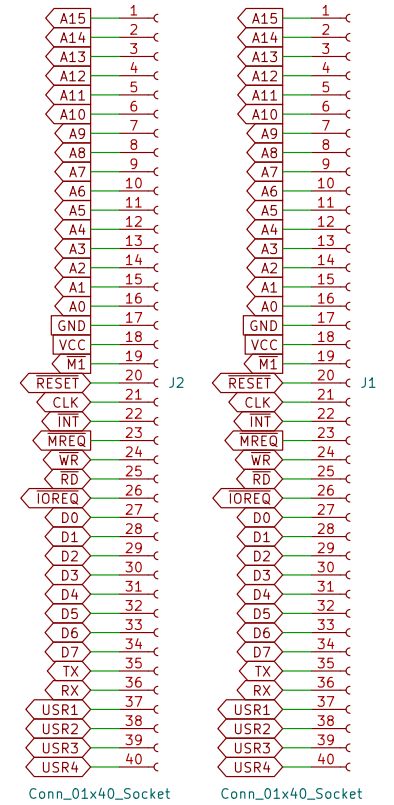 A15 1 A15 1
A14 2 A14 2
A13 3 A13 3
A12 4 A12 4
A11 5 A11 5
A10 6 A10 6
A9 7 A9 7
A8 8 A8 8
A7 9 A7 9
A6 10 A6 10
A5 11 A5 11
A4 12 A4 12
A3 13 A3 13
A2 14 A2 14
A1 15 A1 15
A0 16 A0 16
GND 17 GND 17
VCC 18 VCC 18
M1 19 M1 19
RESET 20 J2 RESET 20 J1
CLK 21 CLK 21
INT 22 INT 22
MREQ 23 MREQ 23
WR 24 WR 24
RD 25 RD 25
IOREQ 26 IOREQ 26
D0 27 D0 27
D1 28 D1 28
D2 29 D2 29
D3 30 D3 30
D4 31 D4 31
D5 32 D5 32
D6 33 D6 33
D7 34 D7 34
TX 35 TX 35
RX 36 RX 36
USR1 37 USR1 37
USR2 38 USR2 38
USR3 39 USR3 39
USR4 40 USR4 40
Conn_01x40_Socket Conn_01x40_Socket